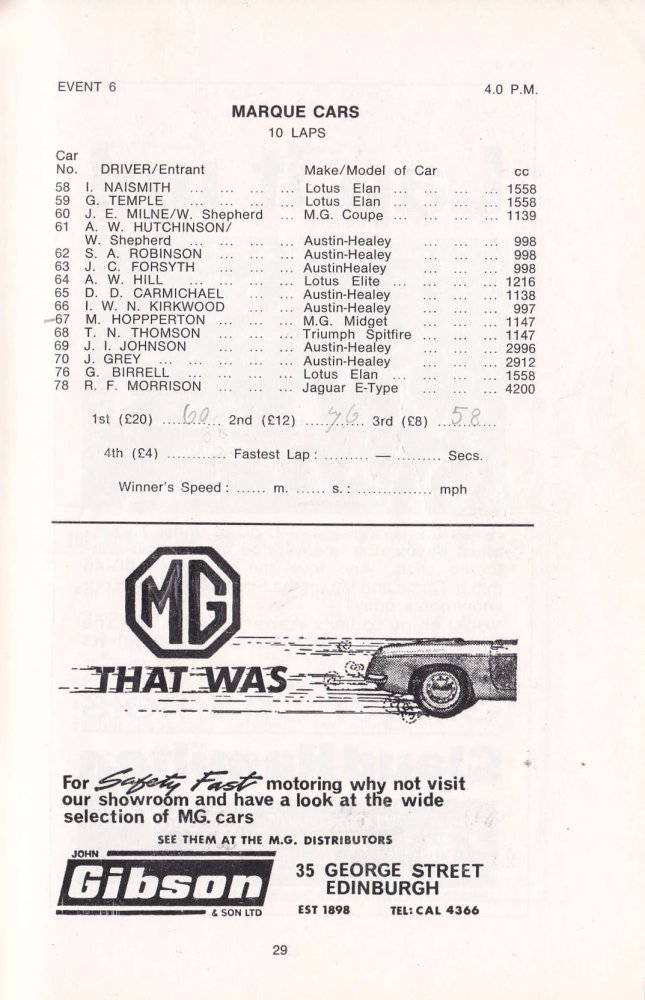 EVENT 6 4.0 P.M.
MARQUE CARS
10 LAPS
Car
No. DRIVER/Entrant Make/Model of Car cc
58 I. NAISMITH ... ... ... ... Lotus Elan ... ... ... ... 1558
59 G. TEMPLE ... ... ... ... Lotus Elan ... ... ... ... 1558
60 J. E. MILNE/W. Shepherd ... M.G. Coupe ... ... ... ... 1139
61 A. W. HUTCHINSON/
W. Shepherd ... ... ... ... Austin-Healey ... ... ... 998
62 S. A. ROBINSON ... ... ... Austin-Healey ... ... ... 998
63 J. C. FORSYTH ... ... ... AustinHealey ... ... ... 998
64 A. W. HILL ... ... ... ... Lotus Elite ... ... ... ... 1216
65 D. D. CARMICHAEL ... ... Austin-Healey ... ... ... 1138
66 I. W. N. KIRKWOOD ... ... Austin-Healey ... ... ... 997
67 M. HOPPPERTON ... ... ... M.G. Midget ... ... ... 1147
68 T. N. THOMSON ... ... ... Triumph Spitfire ... ... ... 1147
69 J. I. JOHNSON ... ... ... Austin-Healey ... ... ... 2996
70 J. GREY ... ... ... ... ... Austin-Healey ... ... ... 2912
76 G. BIRRELL ... ... ... ... Lotus Elan ... ... ... ... 1558
78 R. F. MORRISON ... ... ... Jaguar E-Type ... ... ... 4200
1st (£20) ....60.... 2nd (£12) ....76.... 3rd (£8) ...58...
4th (£4) ............ Fastest Lap : ......... — .......... Secs.
Winner's Speed : ...... m. ...... s. : ............... mph
MG
THAT WAS
For Safety Fast motoring why not visit
our showroom and have a look at the wide
selection of M.G. cars
SEE THEM AT THE M.G. DISTRIBUTORS
JOHN
Gibson
& SON LTD
35 GEORGE STREET
EDINBURGH
EST 1898 TEL: CAL 4366
29